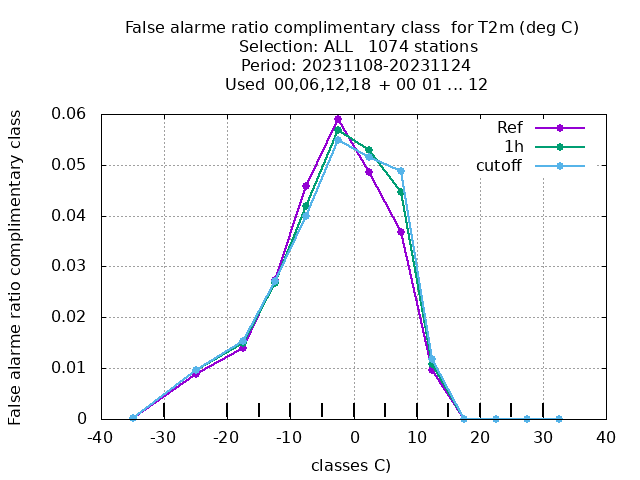 False alarme ratio complimentary class  for T2m (deg C)
Selection: ALL   1074 stations
Period: 20231108-20231124
Used  00,06,12,18  + 00 01 ... 12
False alarme ratio complimentary class
0.06
0.05
0.04
0.03
0.02
0.01
0
Ref
1h
cutoff
-40 -30 -20 -10 0 10 20 30 40
classes C)